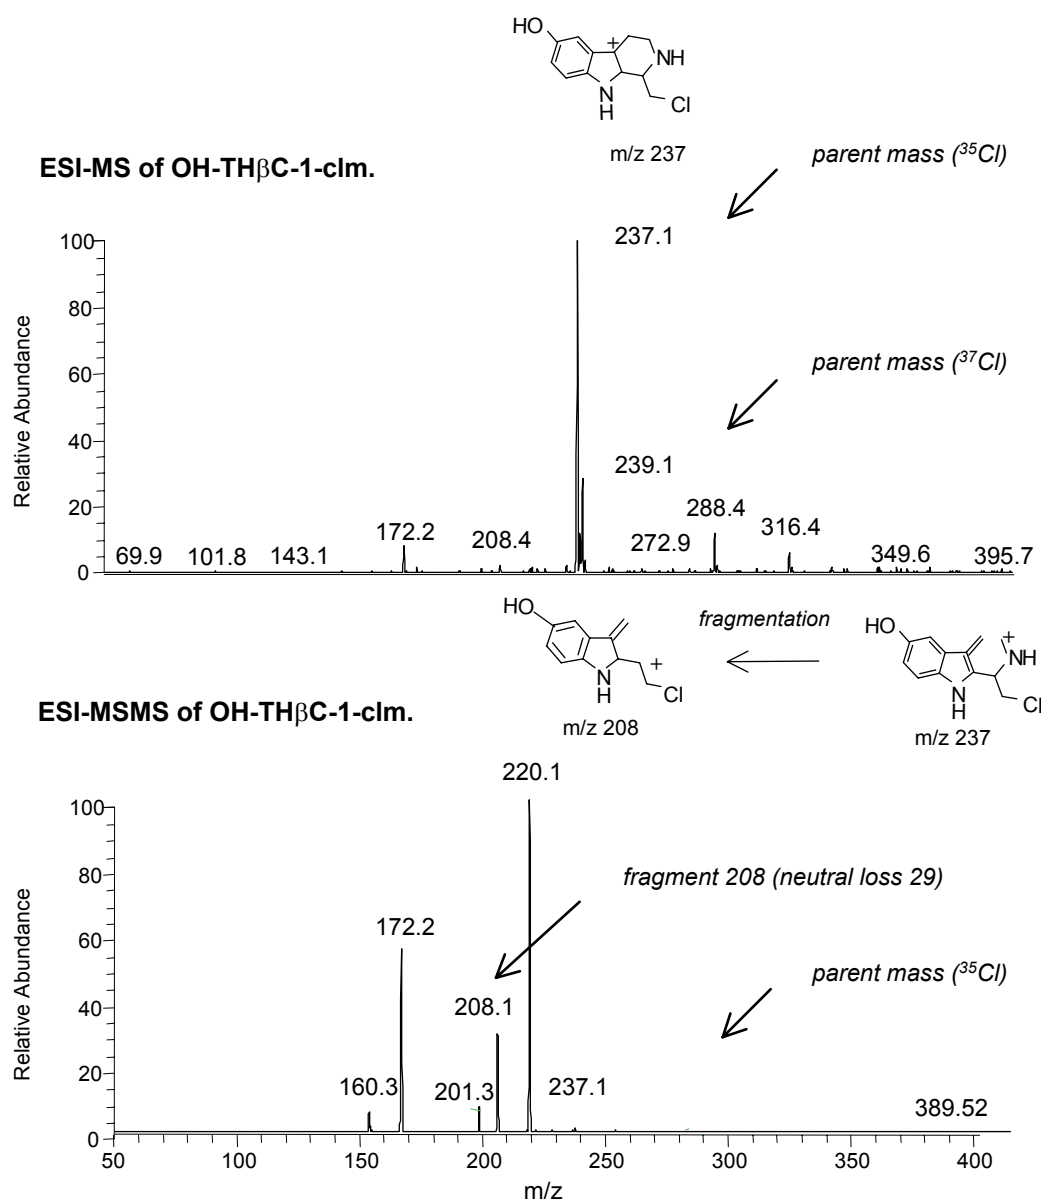 HO
+
NH
N
H
Cl
m/z 237
parent mass (³⁵Cl)
ESI-MS of OH-THβC-1-clm.
237.1
100
80
60
40
20
0
Relative Abundance
parent mass (³⁷Cl)
239.1
288.4
316.4
172.2
208.4
272.9
69.9
101.8
143.1
349.6
395.7
HO
+
N
H
Cl
m/z 208
fragmentation
HO
+
NH
N
H
Cl
m/z 237
ESI-MSMS of OH-THβC-1-clm.
220.1
100
80
60
40
20
0
Relative Abundance
fragment 208 (neutral loss 29)
172.2
parent mass (³⁵Cl)
208.1
160.3
201.3
237.1
389.52
50
100
150
200
250
300
350
400
m/z